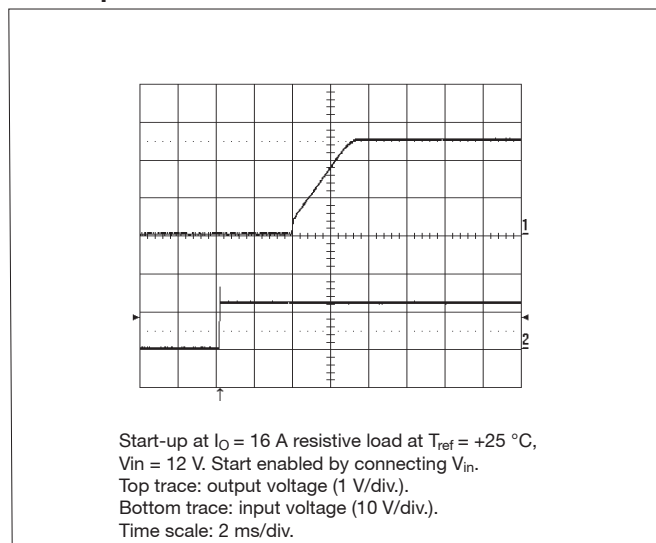 1
2
Start-up at IO = 16 A resistive load at Tref = +25 °C,
Vin = 12 V. Start enabled by connecting Vin.
Top trace: output voltage (1 V/div.).
Bottom trace: input voltage (10 V/div.).
Time scale: 2 ms/div.